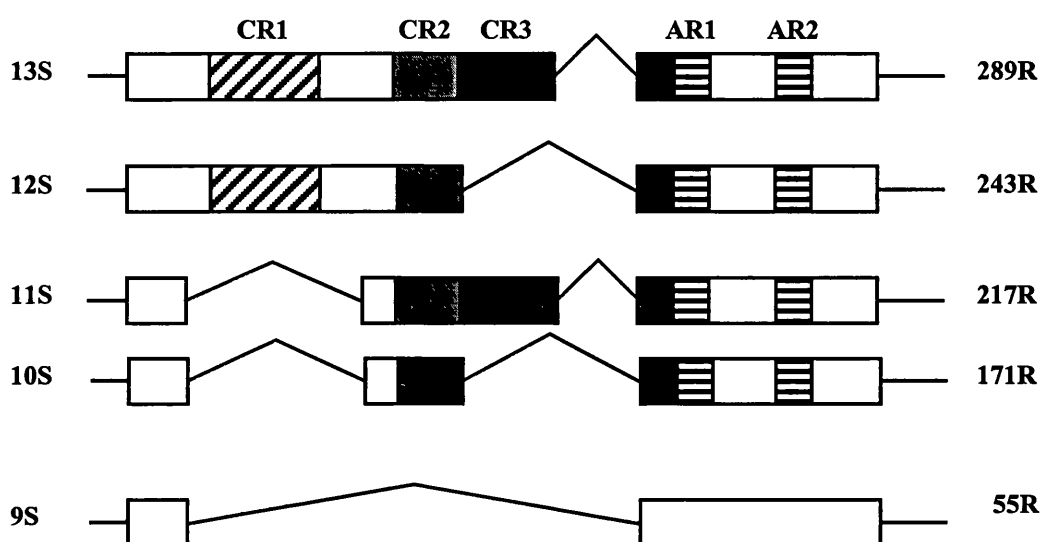 CR1 CR2 CR3 AR1 AR2
13S 289R
12S 243R
11S 217R
10S 171R
9S 55R